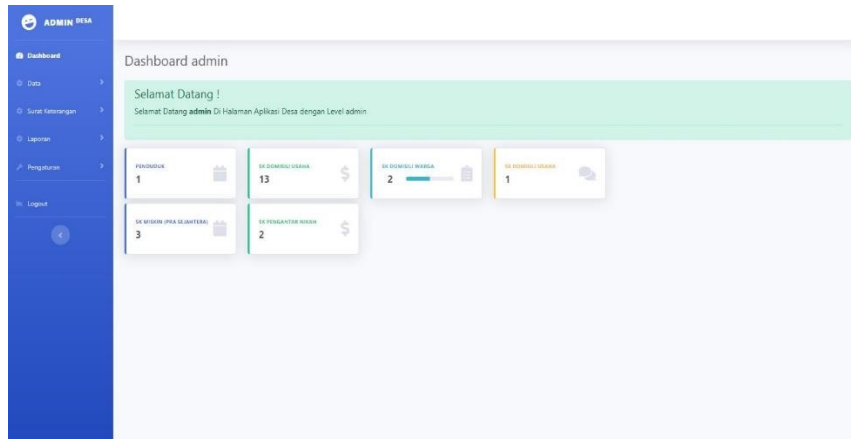 ADMIN DESA
Dashboard
Data
Surat Keterangan
Laporan
Pengaturan
Logout
Dashboard admin
Selamat Datang !
Selamat Datang admin Di Halaman Aplikasi Desa dengan Level admin
PENDUDUK
1
SK DOMISILI USAHA
13
SK DOMISILI WARGA
2
SK DOMISILI USAHA
1
SK MISKIN (PRA SEJAHTERA)
3
SK PENGANTAR NIKAH
2